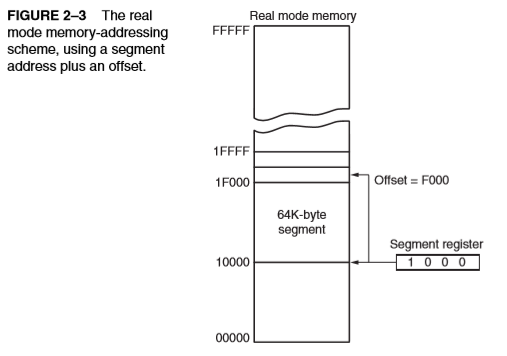 FIGURE 2–3 The real
mode memory-addressing
scheme, using a segment
address plus an offset.
Real mode memory
FFFFF
1FFFF
1F000
Offset = F000
64K-byte
segment
Segment register
10000
1 0 0 0
00000